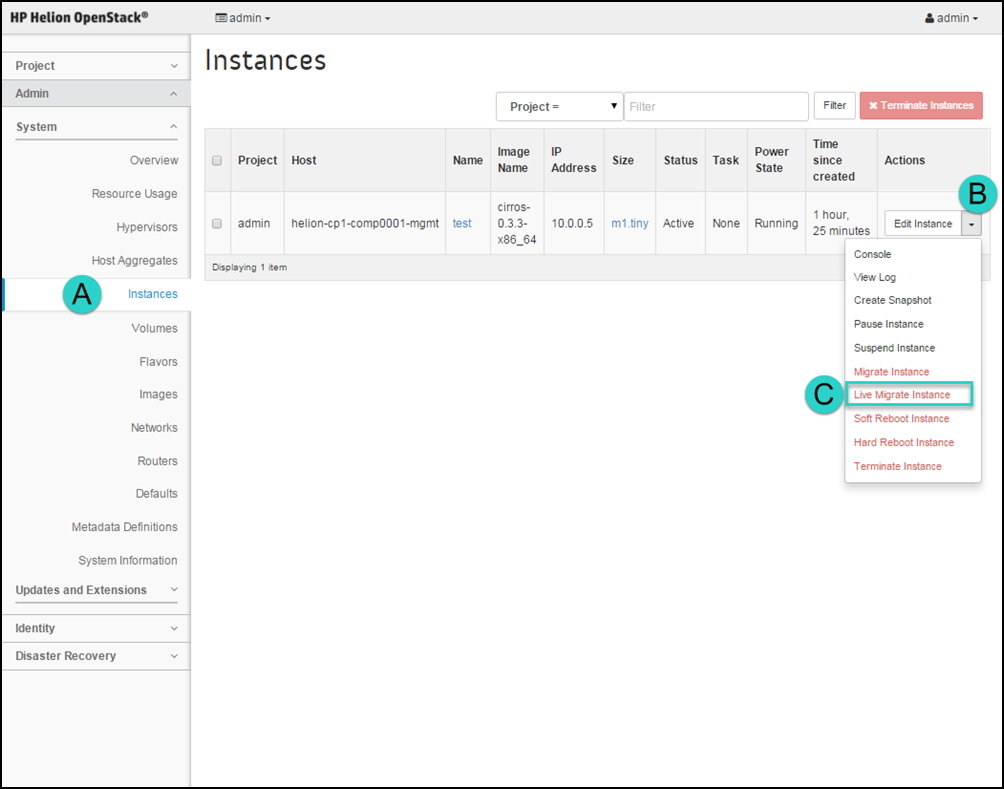 HP Helion OpenStack®
admin
admin
Project
Admin
System
Overview
Resource Usage
Hypervisors
Host Aggregates
A
Instances
Volumes
Flavors
Images
Networks
Routers
Defaults
Metadata Definitions
System Information
Updates and Extensions
Identity
Disaster Recovery
Instances
Project =
Filter
Filter
Terminate Instances
Project
Host
Name
Image
Name
IP
Address
Size
Status
Task
Power
State
Time
since
created
Actions
admin
helion-cp1-comp0001-mgmt
test
cirros-
0.3.3-
x86_64
10.0.0.5
m1.tiny
Active
None
Running
1 hour,
25 minutes
Edit Instance
B
Displaying 1 item
Console
View Log
Create Snapshot
Pause Instance
Suspend Instance
Migrate Instance
C
Live Migrate Instance
Soft Reboot Instance
Hard Reboot Instance
Terminate Instance